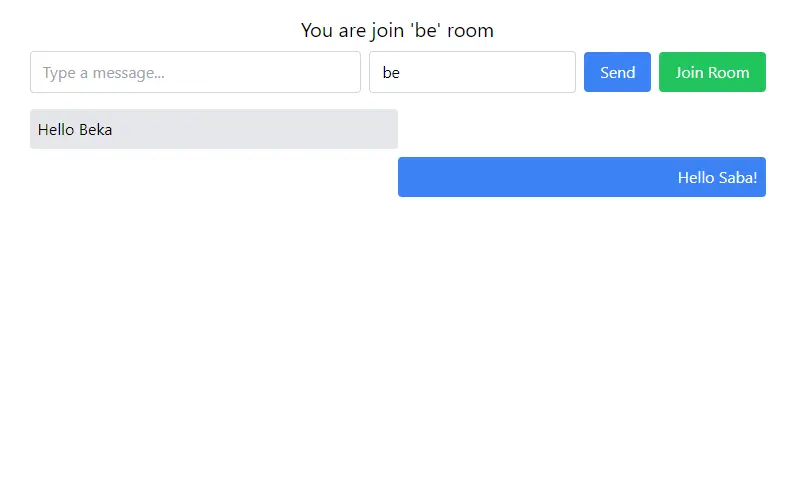 You are join 'be' room
Type a message... be Send Join Room
Hello Beka
Hello Saba!